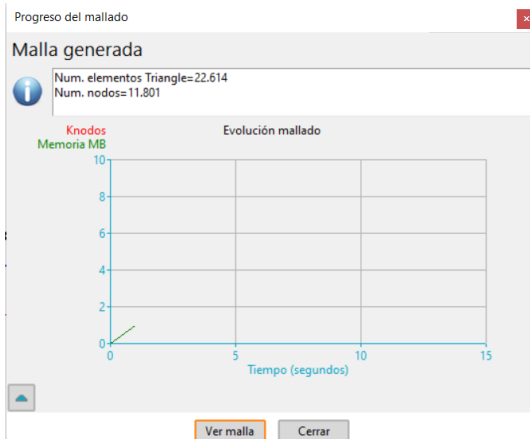 Progreso del mallado
Malla generada
Num. elementos Triangle=22.614
Num. nodos=11.801
Knodos
Memoria MB
Evolución mallado
10
8
6
4
2
0
0
5
10
15
Tiempo (segundos)
Ver malla
Cerrar